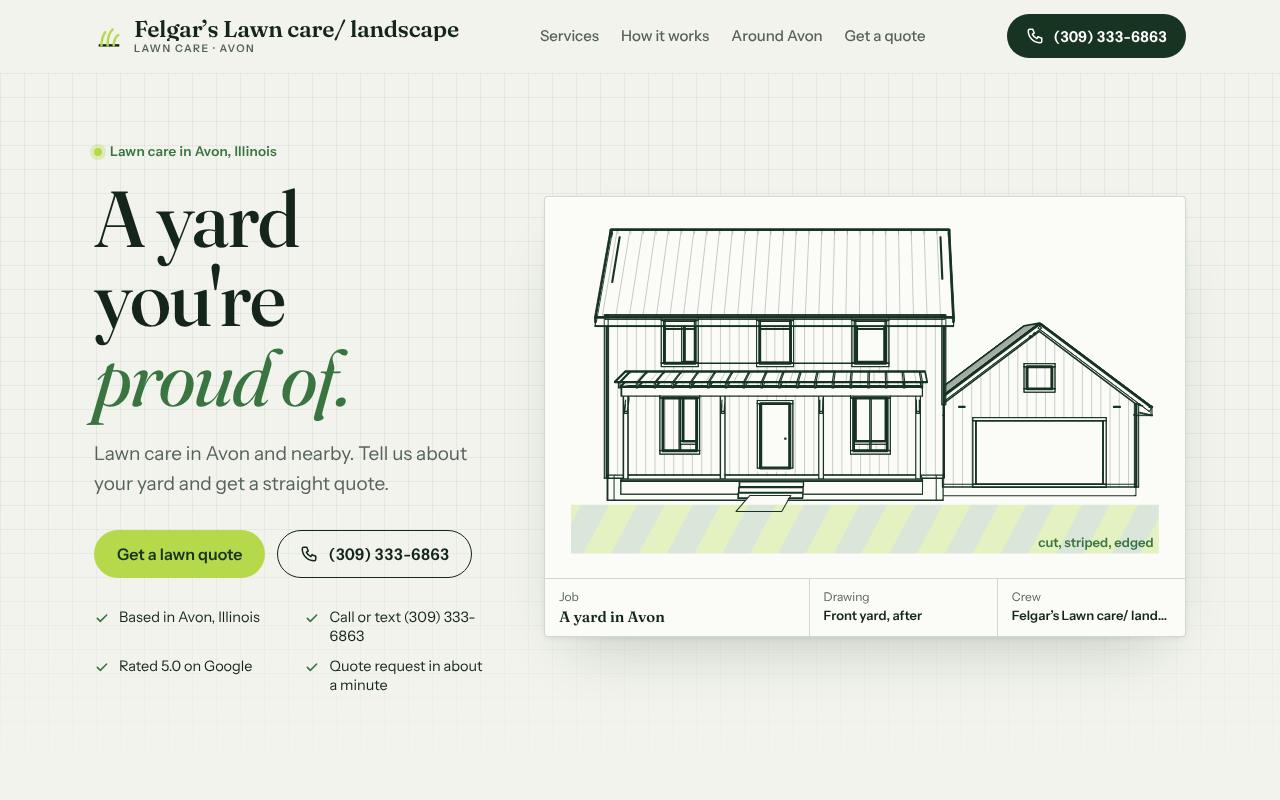 Felgar’s Lawn care/ landscape
LAWN CARE · AVON
Services
How it works
Around Avon
Get a quote
(309) 333-6863
Lawn care in Avon, Illinois
A yard
you're
proud of.
Lawn care in Avon and nearby. Tell us about
your yard and get a straight quote.
Get a lawn quote
(309) 333-6863
Based in Avon, Illinois
Call or text (309) 333-
6863
Rated 5.0 on Google
Quote request in about
a minute
cut, striped, edged
Job
A yard in Avon
Drawing
Front yard, after
Crew
Felgar’s Lawn care/ land...